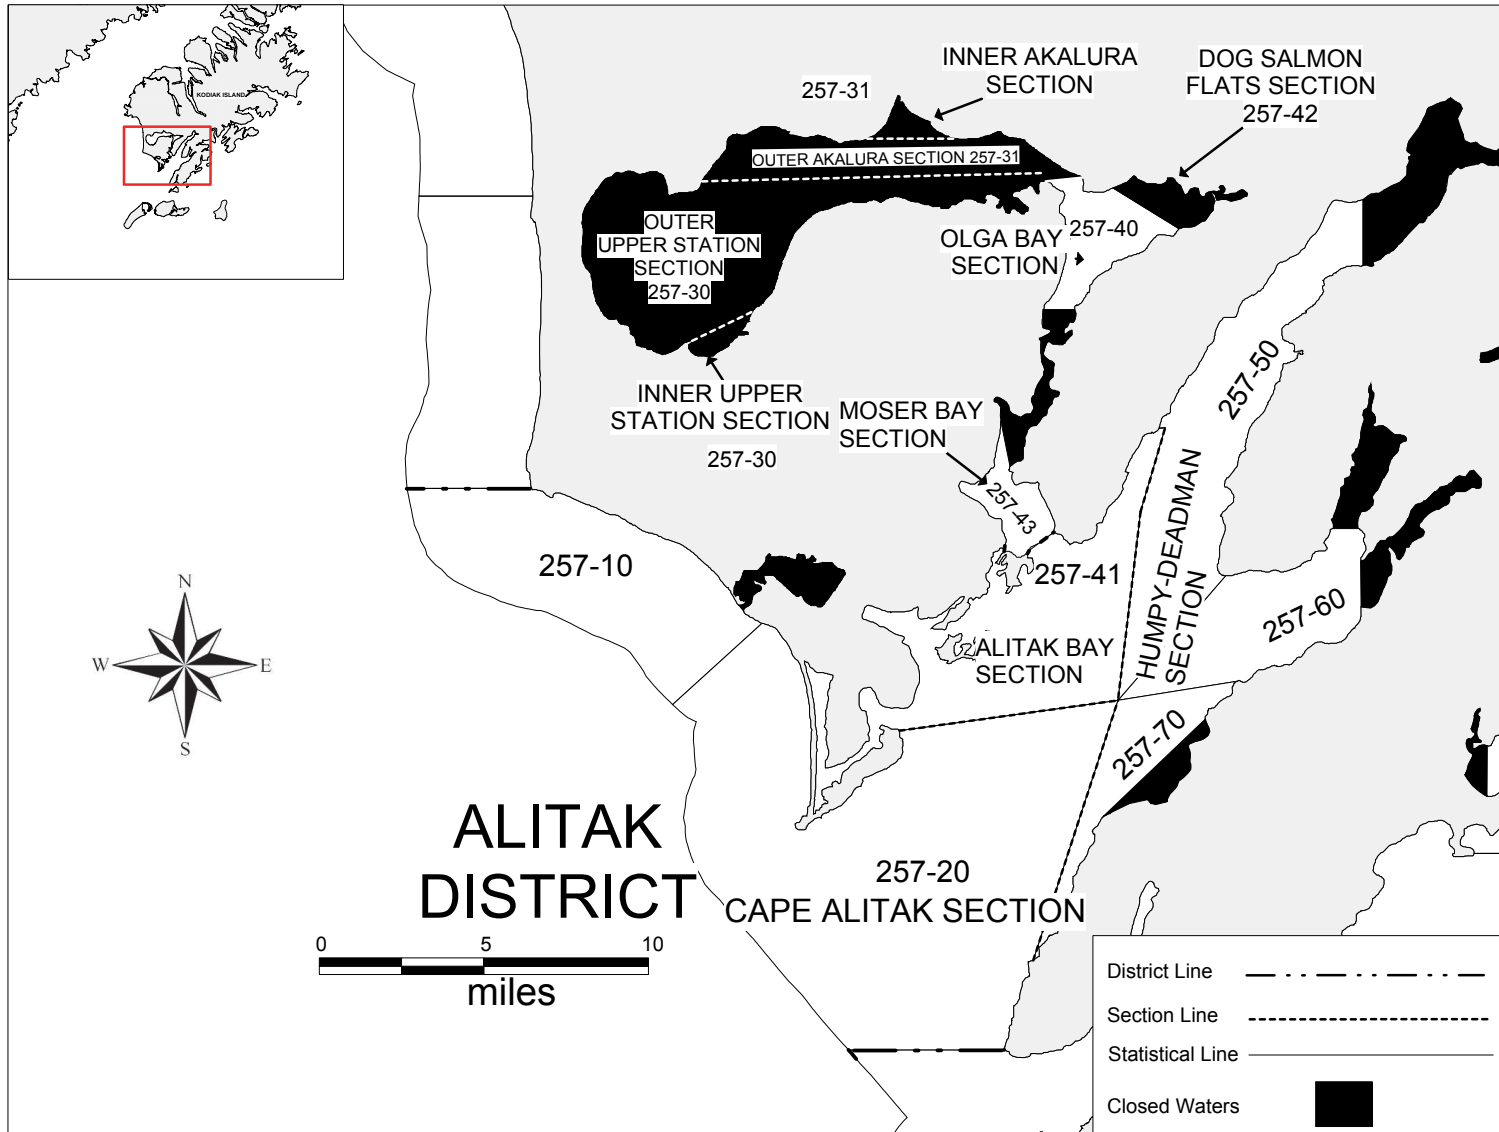 KODIAK ISLAND
257-31
INNER AKALURA
SECTION
DOG SALMON
FLATS SECTION
257-42
OUTER AKALURA SECTION 257-31
OUTER
UPPER STATION
SECTION
257-30
OLGA BAY
SECTION
257-40
INNER UPPER
STATION SECTION
257-30
MOSER BAY
SECTION
257-43
257-50
HUMPY-DEADMAN
SECTION
257-10
257-41
257-60
ALITAK BAY
SECTION
257-70
N
W
E
S
ALITAK
DISTRICT
257-20
CAPE ALITAK SECTION
0 5 10
miles
District Line
Section Line
Statistical Line
Closed Waters